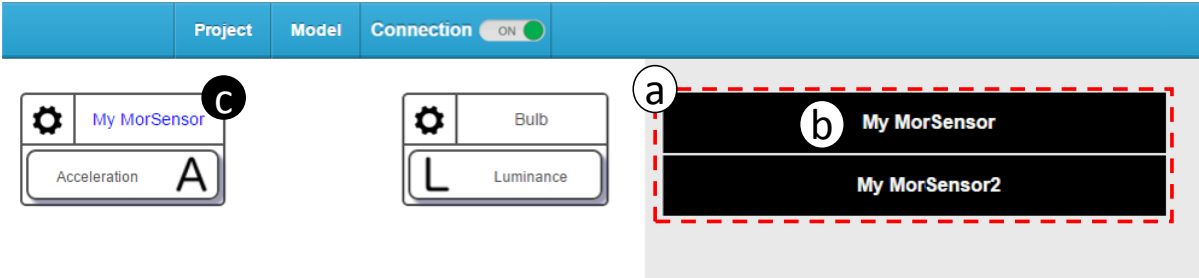 Project Model Connection ON
a
c
My MorSensor
Bulb
b
My MorSensor
Acceleration A
L Luminance
My MorSensor2